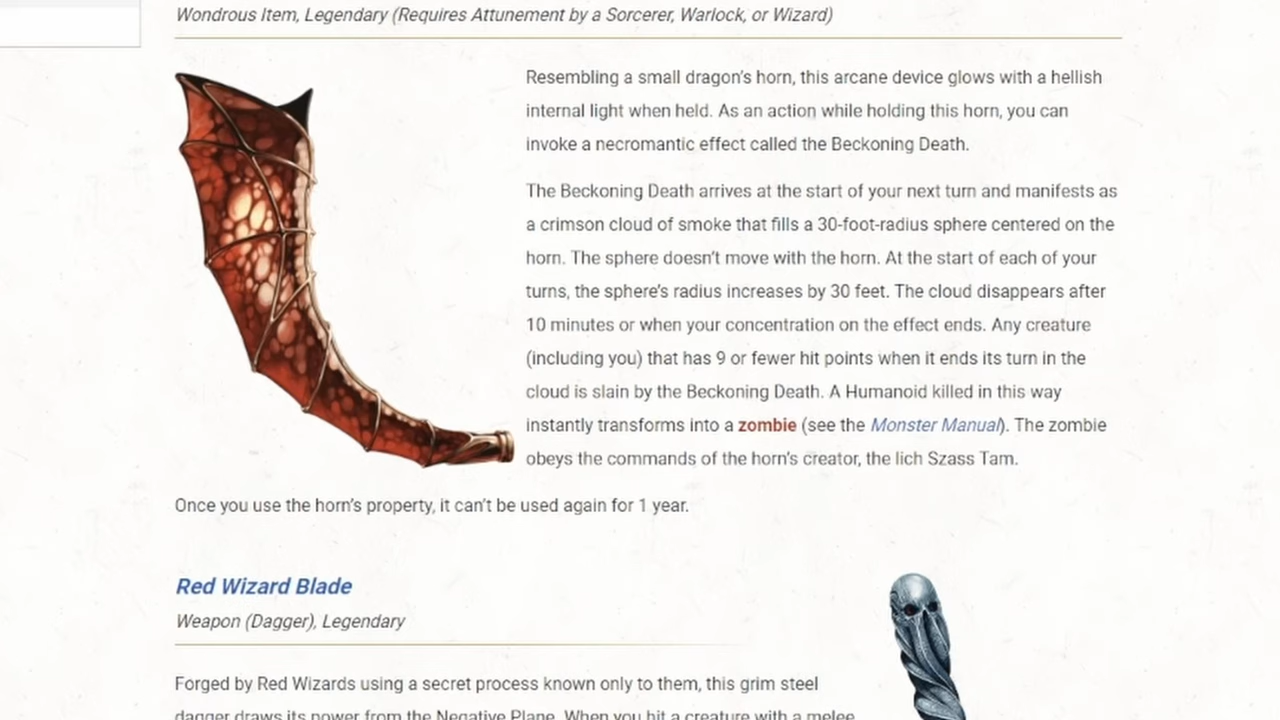 Wondrous Item, Legendary (Requires Attunement by a Sorcerer, Warlock, or Wizard)
Resembling a small dragon's horn, this arcane device glows with a hellish
internal light when held. As an action while holding this horn, you can
invoke a necromantic effect called the Beckoning Death.
The Beckoning Death arrives at the start of your next turn and manifests as
a crimson cloud of smoke that fills a 30-foot-radius sphere centered on the
horn. The sphere doesn't move with the horn. At the start of each of your
turns, the sphere's radius increases by 30 feet. The cloud disappears after
10 minutes or when your concentration on the effect ends. Any creature
(including you) that has 9 or fewer hit points when it ends its turn in the
cloud is slain by the Beckoning Death. A Humanoid killed in this way
instantly transforms into a zombie (see the Monster Manual). The zombie
obeys the commands of the horn's creator, the lich Szass Tam.
Once you use the horn's property, it can't be used again for 1 year.
Red Wizard Blade
Weapon (Dagger), Legendary
Forged by Red Wizards using a secret process known only to them, this grim steel
dagger draws its power from the Negative Plane. When you hit a creature with a melee